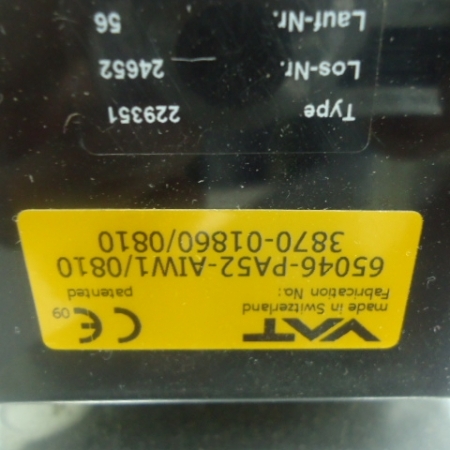 VAT
CE 09
made in Switzerland
patented
Fabrication No.:
65046-PA52-AIW1/0810
3870-01860/0810
Type 229351
Los-Nr. 24652
Lauf-Nr. 56